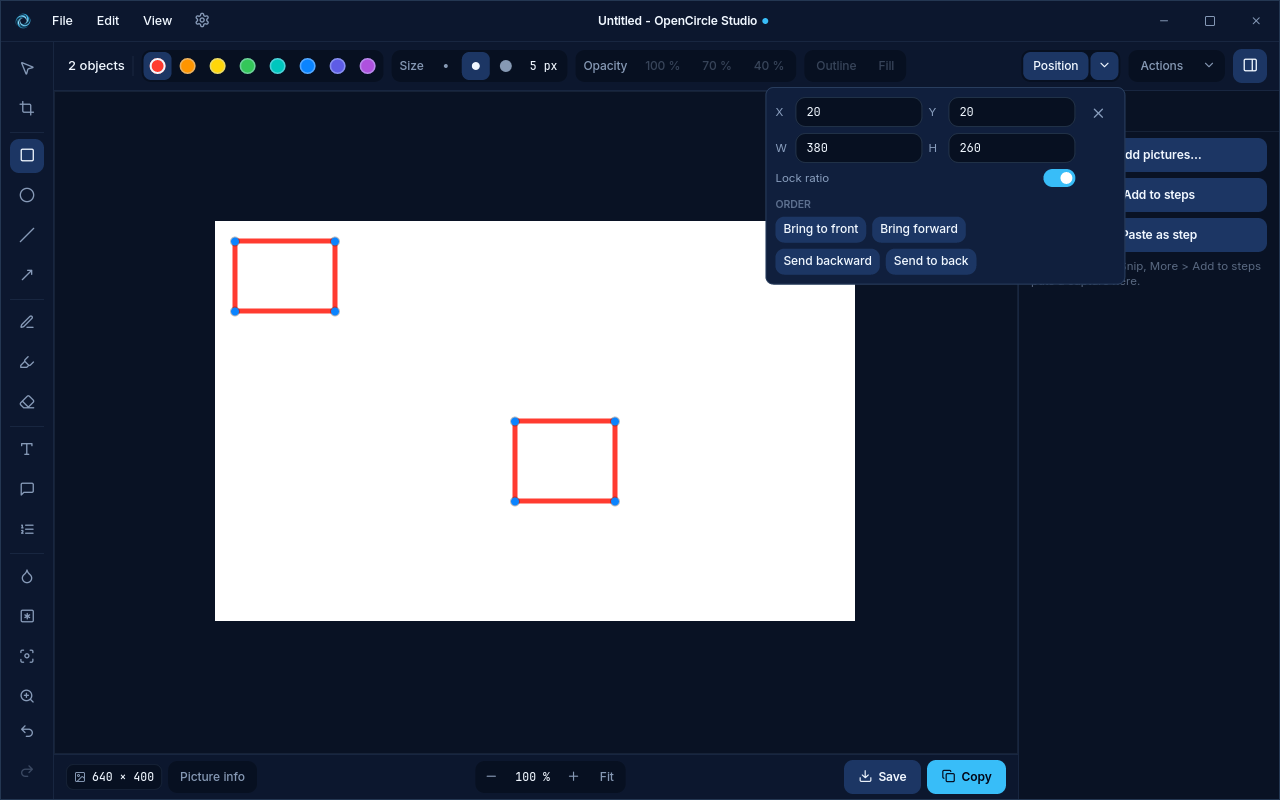 File Edit View
Untitled - OpenCircle Studio
2 objects Size 5 px Opacity 100 % 70 % 40 % Outline Fill Position Actions
X 20 Y 20
W 380 H 260
Lock ratio
ORDER
Bring to front Bring forward
Send backward Send to back
dd pictures...
Add to steps
Paste as step
nip, More > Add to steps
ere.
640 × 400 Picture info 100 % Fit Save Copy